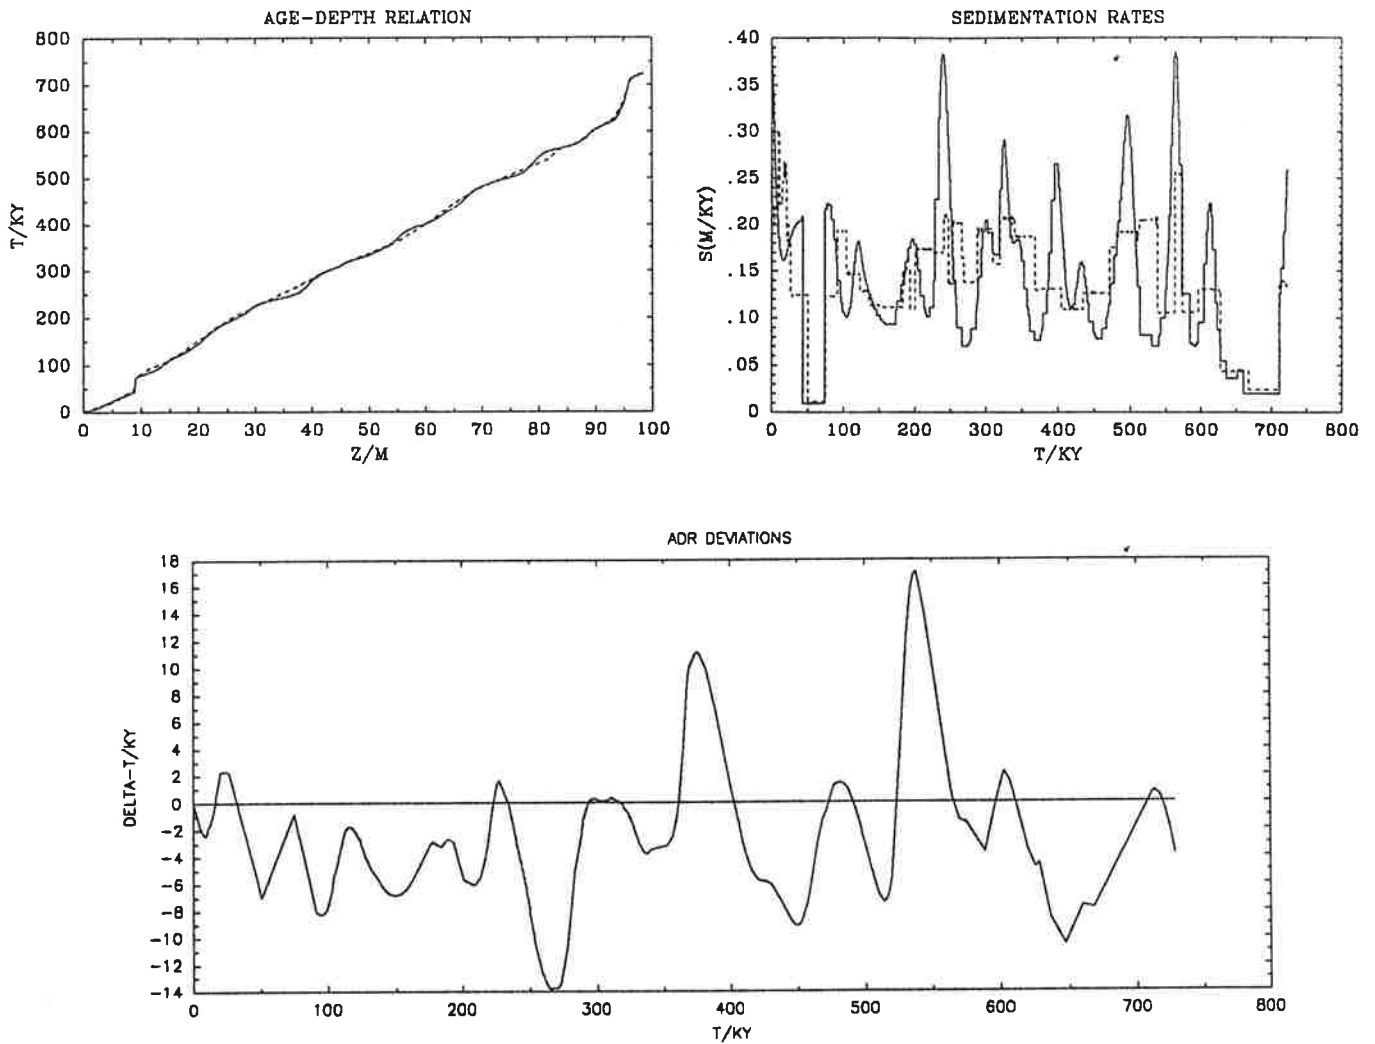 AGE-DEPTH RELATION
800
700
600
500
400
300
200
100
0
T/KY
0 10 20 30 40 50 60 70 80 90 100
Z/M
SEDIMENTATION RATES
.40
.35
.30
.25
.20
.15
.10
.05
0
S(M/KY)
0 100 200 300 400 500 600 700 800
T/KY
ADR DEVIATIONS
18
16
14
12
10
8
6
4
2
0
-2
-4
-6
-8
-10
-12
-14
DELTA-T/KY
0 100 200 300 400 500 600 700 800
T/KY